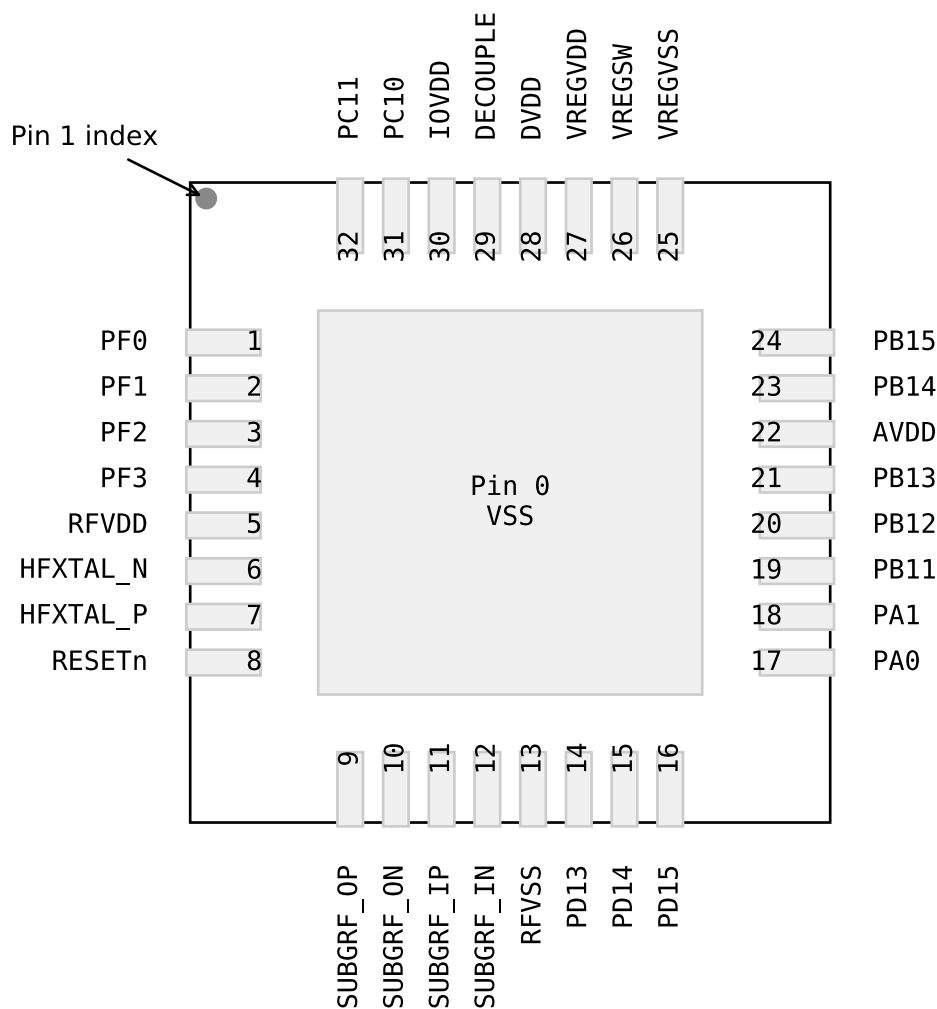 PC11
PC10
IOVDD
DECOUPLE
DVDD
VREGVDD
VREGSW
VREGVSS
Pin 1 index
32
31
30
29
28
27
26
25
PF0 1
PF1 2
PF2 3
PF3 4
RFVDD 5
HFXTAL_N 6
HFXTAL_P 7
RESETn 8
Pin 0
VSS
24 PB15
23 PB14
22 AVDD
21 PB13
20 PB12
19 PB11
18 PA1
17 PA0
9
10
11
12
13
14
15
16
SUBGRF_OP
SUBGRF_ON
SUBGRF_IP
SUBGRF_IN
RFVSS
PD13
PD14
PD15